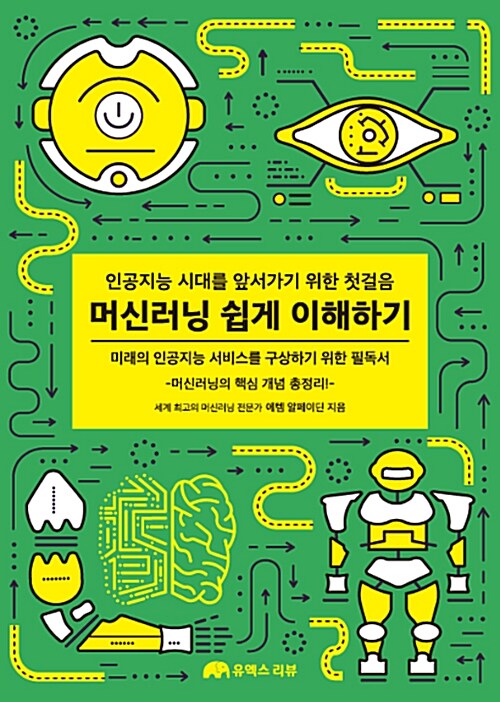 인공지능 시대를 앞서가기 위한 첫걸음
머신러닝 쉽게 이해하기
미래의 인공지능 서비스를 구상하기 위한 필독서
-머신러닝의 핵심 개념 총정리!-
세계 최고의 머신러닝 전문가 에템 알페이딘 지음
유엑스 리뷰